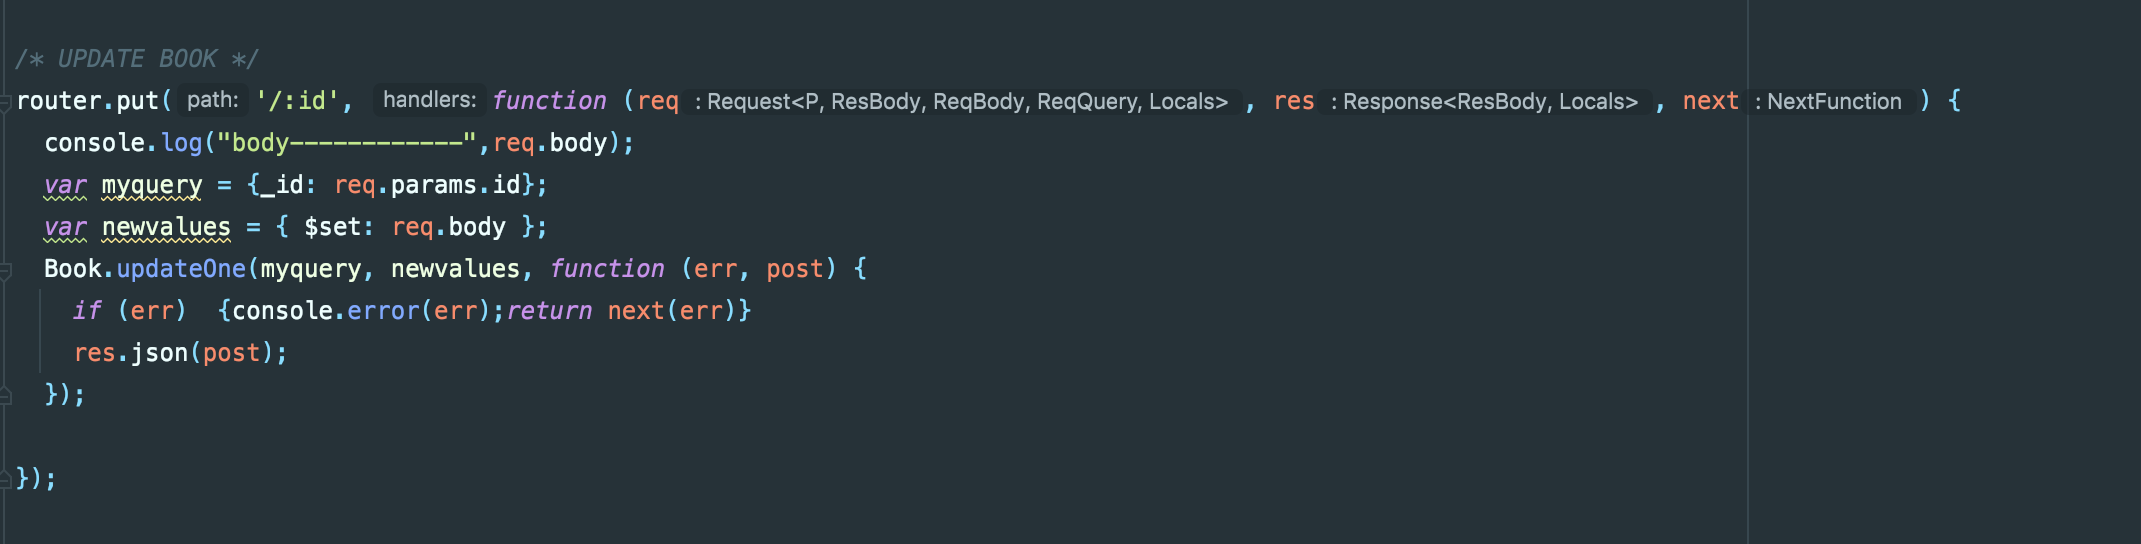 /* UPDATE BOOK */
router.put( path: '/:id', handlers: function (req : Request<P, ResBody, ReqBody, ReqQuery, Locals> , res : Response<ResBody, Locals> , next : NextFunction ) {
console.log("body------------",req.body);
var myquery = {_id: req.params.id};
var newvalues = { $set: req.body };
Book.updateOne(myquery, newvalues, function (err, post) {
if (err)  {console.error(err);return next(err)}
res.json(post);
});
});